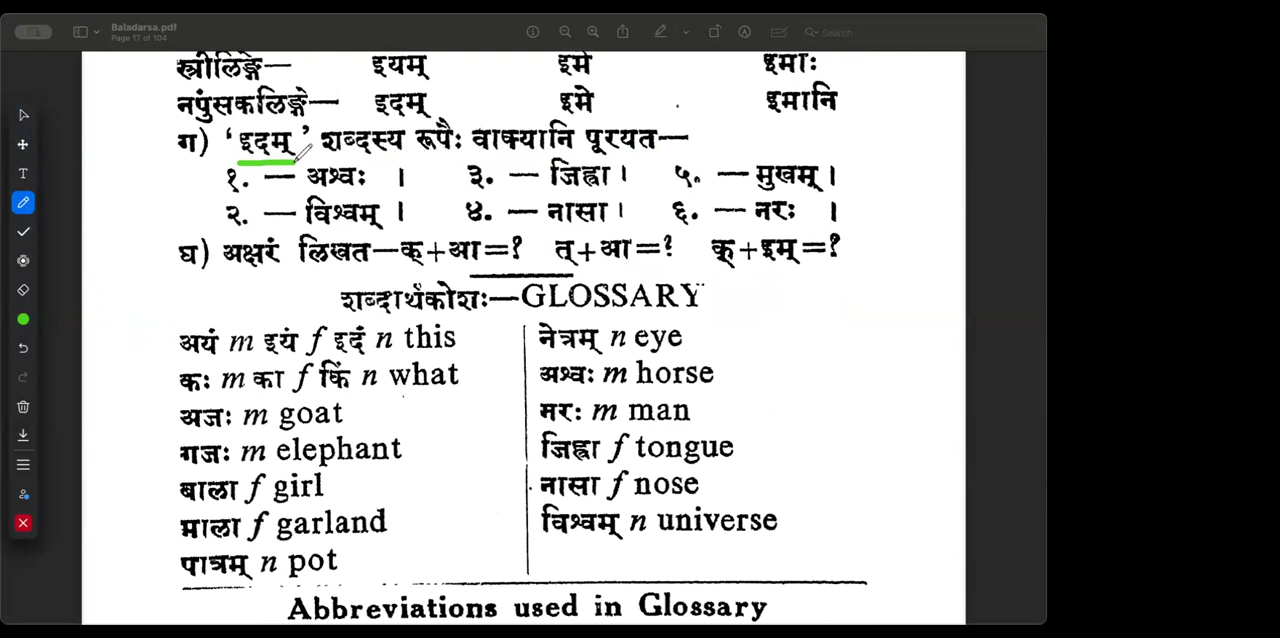 Baladarsa.pdf
Page 17 of 104
Search
स्त्रीलिङ्गे— इयम् इमे इमाः
नपुंसकलिङ्गे— इदम् इमे इमानि
ग) ‘इदम्’ शब्दस्य रूपैः वाक्यानि पूरयत—
१. — अश्वः । ३. — जिह्वा । ५. — मुखम् ।
२. — विश्वम् । ४. — नासा । ६. — नरः ।
घ) अक्षरं लिखत—क्+आ=? त्+आ=? क्+इम्=?
शब्दार्थकोशः—GLOSSARY
अयं m इयं f इदं n this
कः m का f किं n what
अजः m goat
गजः m elephant
बाला f girl
माला f garland
पात्रम् n pot
नेत्रम् n eye
अश्वः m horse
नरः m man
जिह्वा f tongue
नासा f nose
विश्वम् n universe
Abbreviations used in Glossary